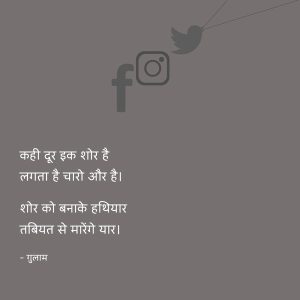 कही दूर इक शोर है
लगता है चारो और है।
शोर को बनाके हथियार
तबियत से मारेंगे यार।
- गुलाम